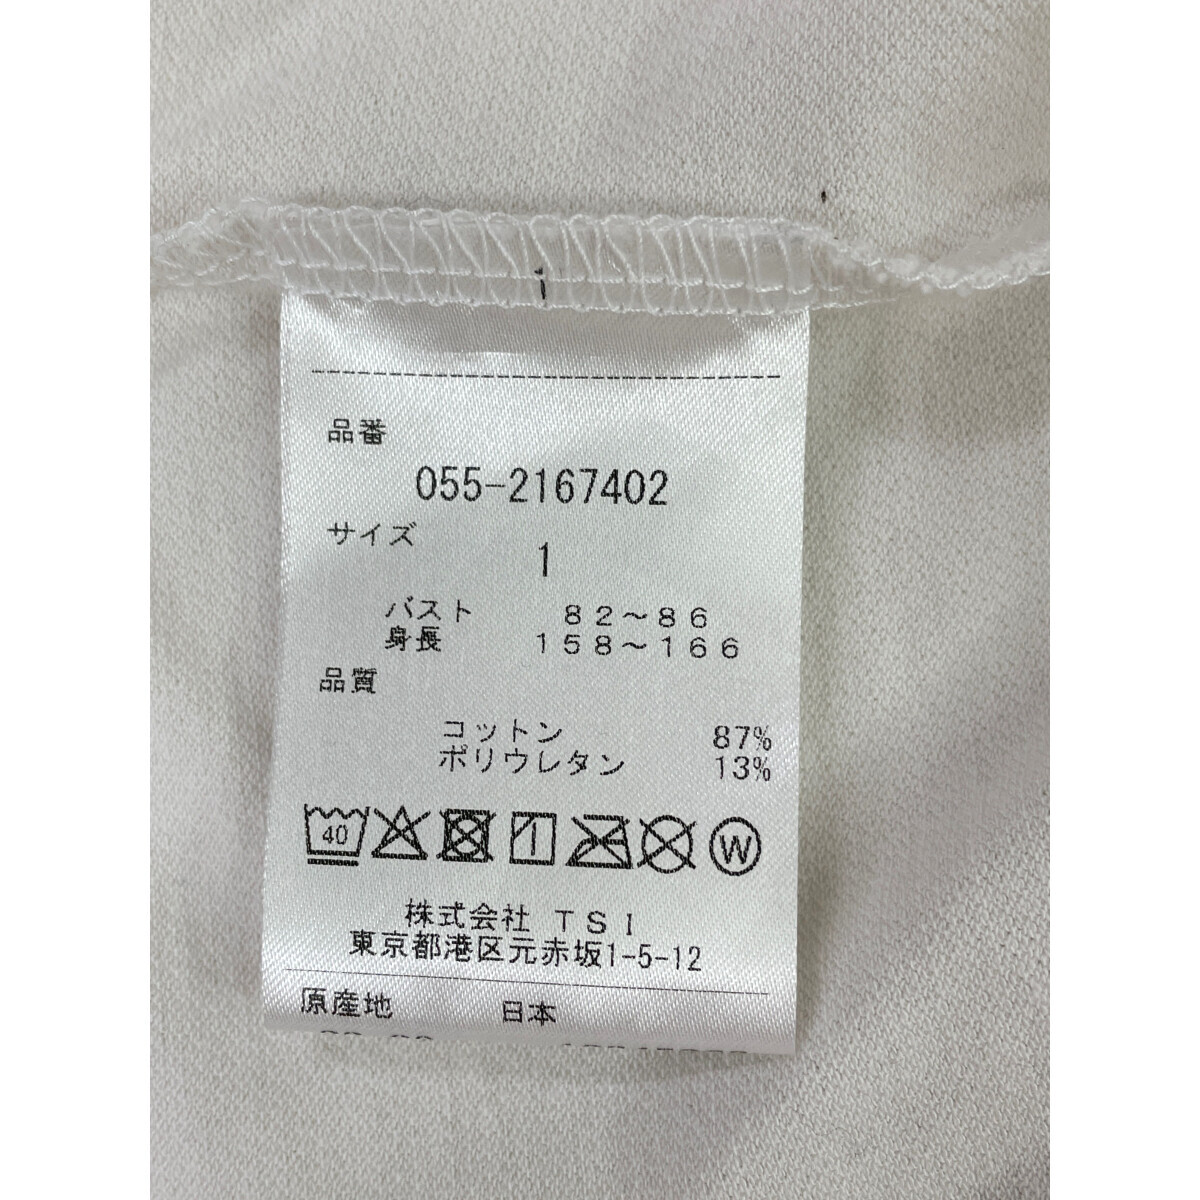 品番
055-2167402
サイズ
1
バスト 82〜86
身長 158〜166
品質
コットン 87%
ポリウレタン 13%
40 W
株式会社 TSI
東京都港区元赤坂1-5-12
原産地 日本